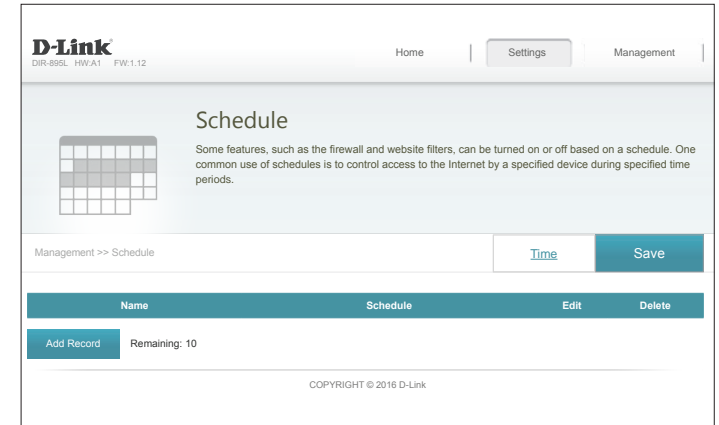 D-Link
DIR-895L HW:A1 FW:1.12
Home
Settings
Management
Schedule
Some features, such as the firewall and website filters, can be turned on or off based on a schedule. One
common use of schedules is to control access to the Internet by a specified device during specified time
periods.
Management >> Schedule
Time
Save
Name Schedule Edit Delete
Add Record Remaining: 10
COPYRIGHT © 2016 D-Link